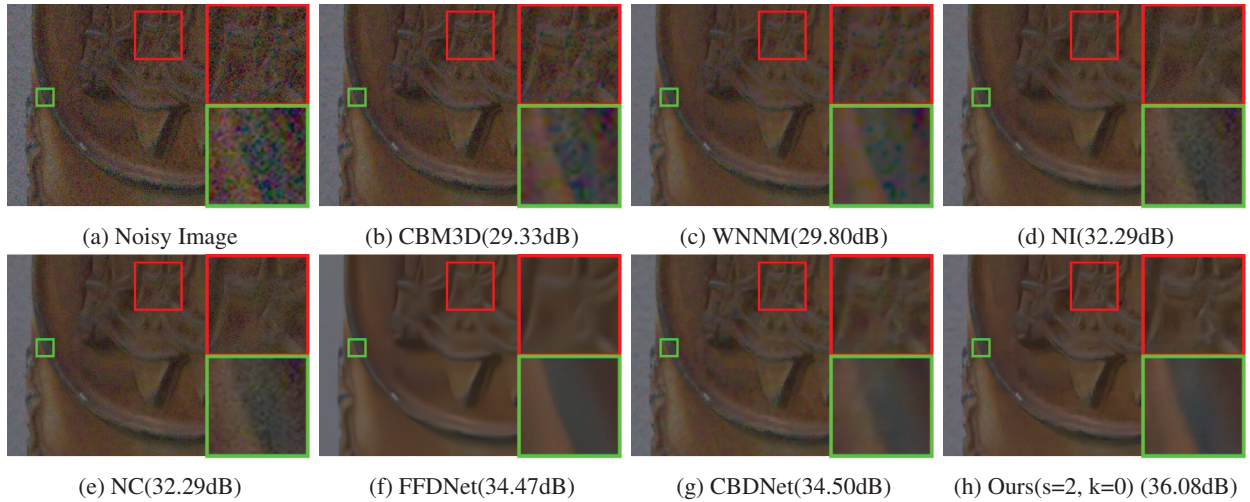 (a) Noisy Image
(b) CBM3D(29.33dB)
(c) WNNM(29.80dB)
(d) NI(32.29dB)
(e) NC(32.29dB)
(f) FFDNet(34.47dB)
(g) CBDNet(34.50dB)
(h) Ours(s=2, k=0) (36.08dB)